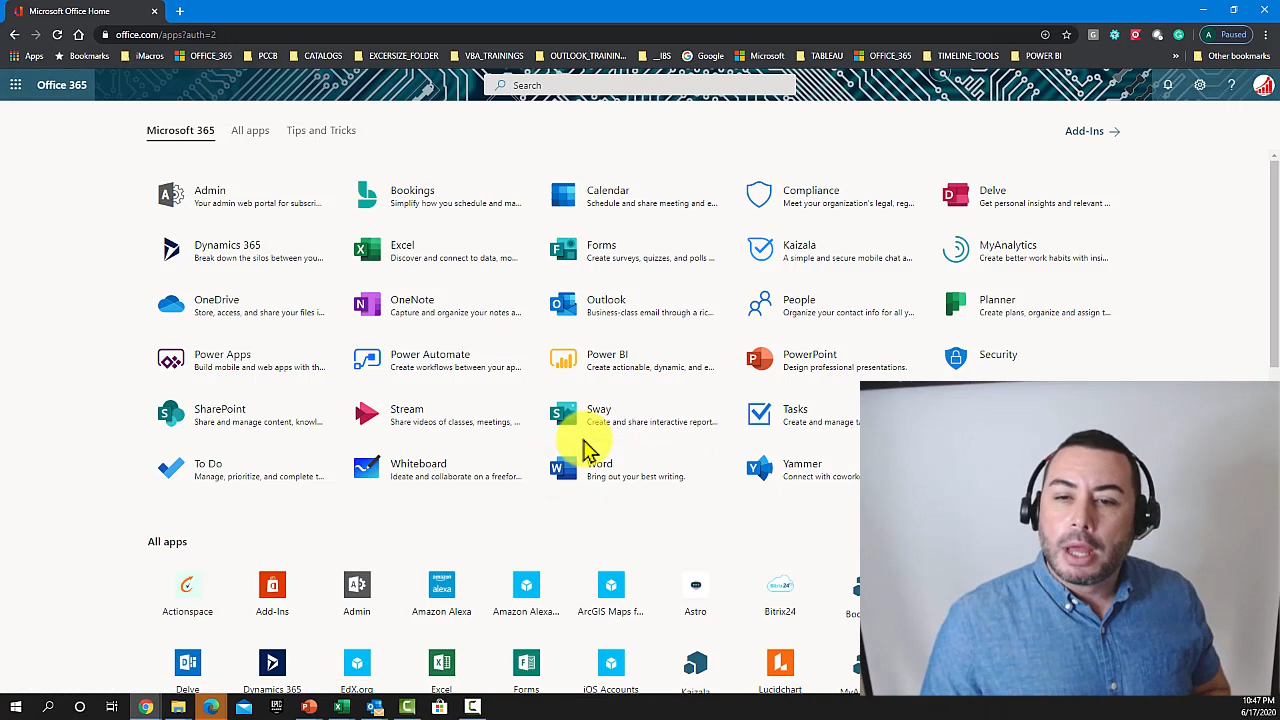 Microsoft Office Home
office.com/apps?auth=2
Paused
Apps
Bookmarks
iMacros
OFFICE_365
PCCB
CATALOGS
EXCERSIZE_FOLDER
VBA_TRAININGS
OUTLOOK_TRAININ...
__IBS
Google
Microsoft
TABLEAU
OFFICE_365
TIMELINE_TOOLS
POWER BI
Other bookmarks
Office 365
Search
Microsoft 365
All apps
Tips and Tricks
Add-Ins
Admin
Your admin web portal for subscri...
Bookings
Simplify how you schedule and ma...
Calendar
Schedule and share meeting and e...
Compliance
Meet your organization's legal, reg...
Delve
Get personal insights and relevant ...
Dynamics 365
Break down the silos between you...
Excel
Discover and connect to data, mo...
Forms
Create surveys, quizzes, and polls ...
Kaizala
A simple and secure mobile chat a...
MyAnalytics
Create better work habits with insi...
OneDrive
Store, access, and share your files i...
OneNote
Capture and organize your notes a...
Outlook
Business-class email through a ric...
People
Organize your contact info for all y...
Planner
Create plans, organize and assign t...
Power Apps
Build mobile and web apps with th...
Power Automate
Create workflows between your ap...
Power BI
Create actionable, dynamic, and e...
PowerPoint
Design professional presentations.
Security
SharePoint
Share and manage content, knowl...
Stream
Share videos of classes, meetings, ...
Sway
Create and share interactive report...
Tasks
Create and manage t
To Do
Manage, prioritize, and complete t...
Whiteboard
Ideate and collaborate on a freefor...
Word
Bring out your best writing.
Yammer
Connect with cowork
All apps
Actionspace
Add-Ins
Admin
Amazon Alexa
Amazon Alexa...
ArcGIS Maps f...
Astro
Bitrix24
Boo
Delve
Dynamics 365
EdX.org
Excel
Forms
iOS Accounts
Kaizala
Lucidchart
MyA
10:47 PM
6/17/2020